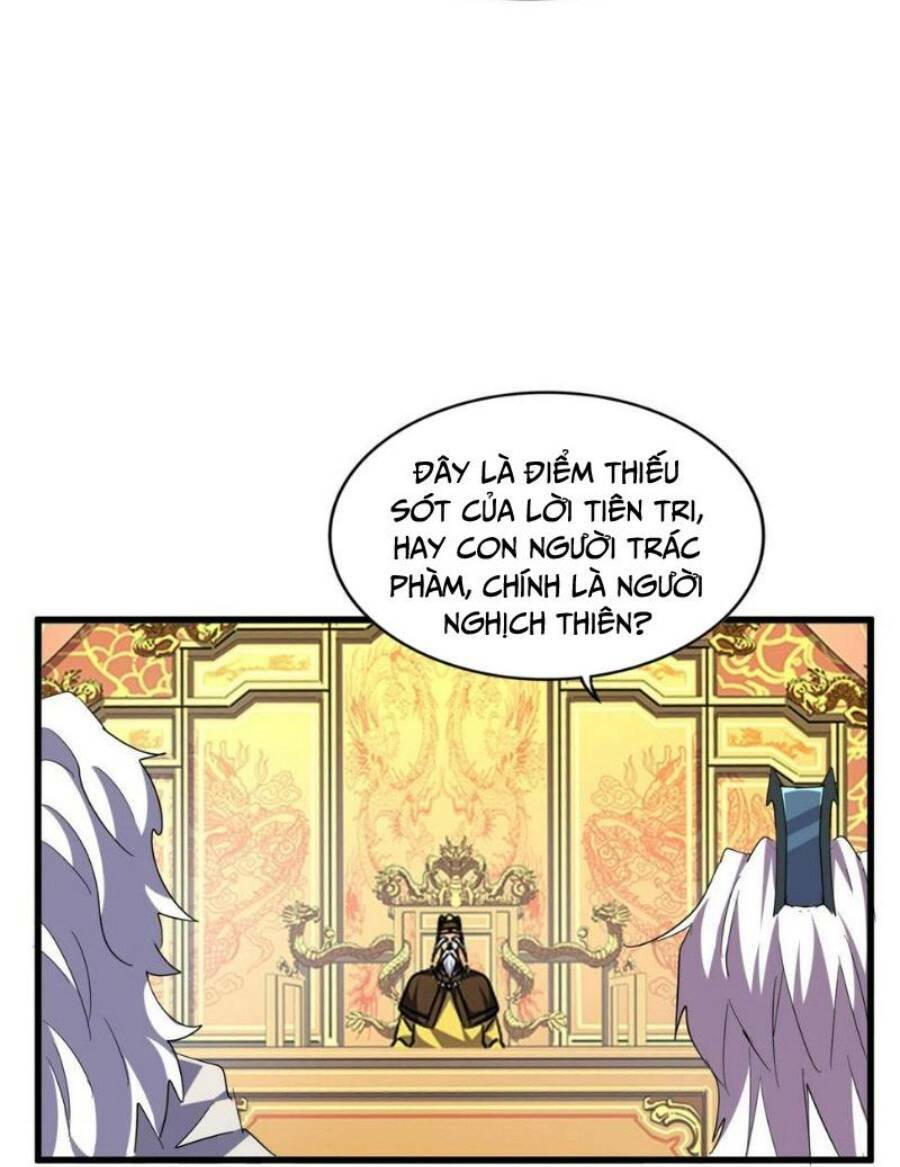 ĐÂY LÀ ĐIỂM THIẾU
SÓT CỦA LỜI TIÊN TRI,
HAY CON NGƯỜI TRÁC
PHÀM, CHÍNH LÀ NGƯỜI
NGHỊCH THIÊN?